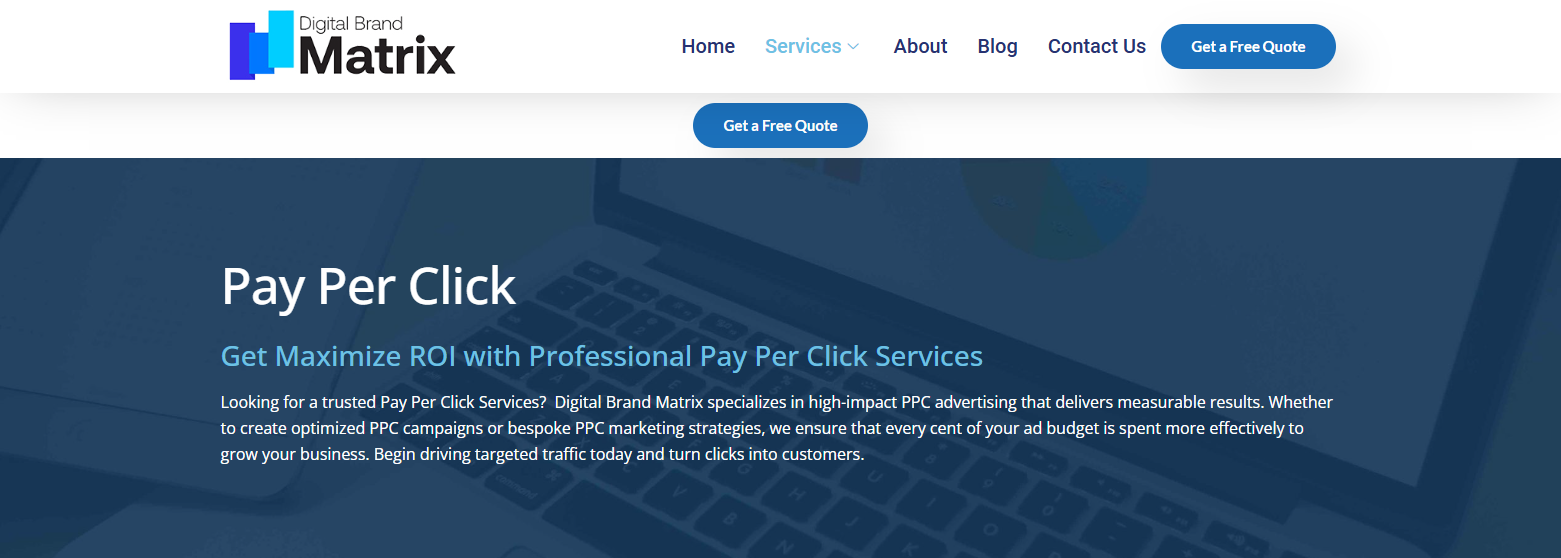 Digital Brand
Matrix
Home Services About Blog Contact Us Get a Free Quote
Get a Free Quote
Pay Per Click
Get Maximize ROI with Professional Pay Per Click Services
Looking for a trusted Pay Per Click Services? Digital Brand Matrix specializes in high-impact PPC advertising that delivers measurable results. Whether
to create optimized PPC campaigns or bespoke PPC marketing strategies, we ensure that every cent of your ad budget is spent more effectively to
grow your business. Begin driving targeted traffic today and turn clicks into customers.